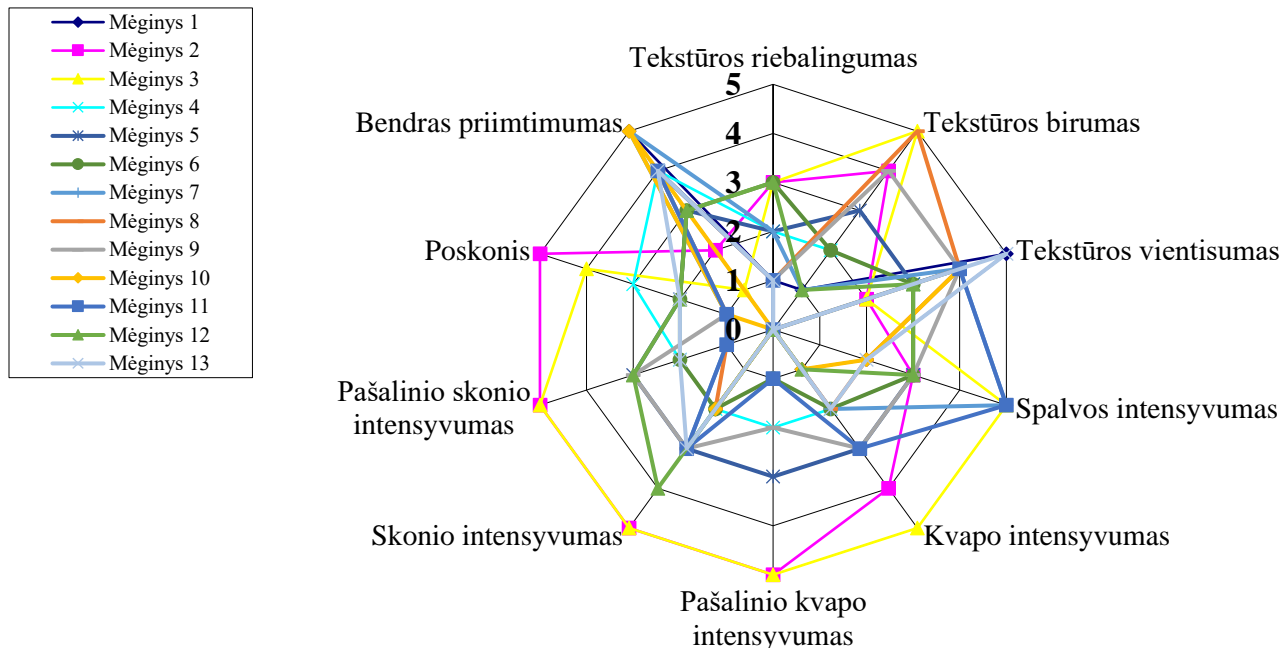 Mėginys 1
Mėginys 2
Mėginys 3
Mėginys 4
Mėginys 5
Mėginys 6
Mėginys 7
Mėginys 8
Mėginys 9
Mėginys 10
Mėginys 11
Mėginys 12
Mėginys 13
Tekstūros riebalingumas
Tekstūros birumas
Tekstūros vientisumas
Spalvos intensyvumas
Kvapo intensyvumas
Pašalinio kvapo
intensyvumas
Skonio intensyvumas
Pašalinio skonio
intensyvumas
Poskonis
Bendras priimtimumas
5
4
3
2
1
0